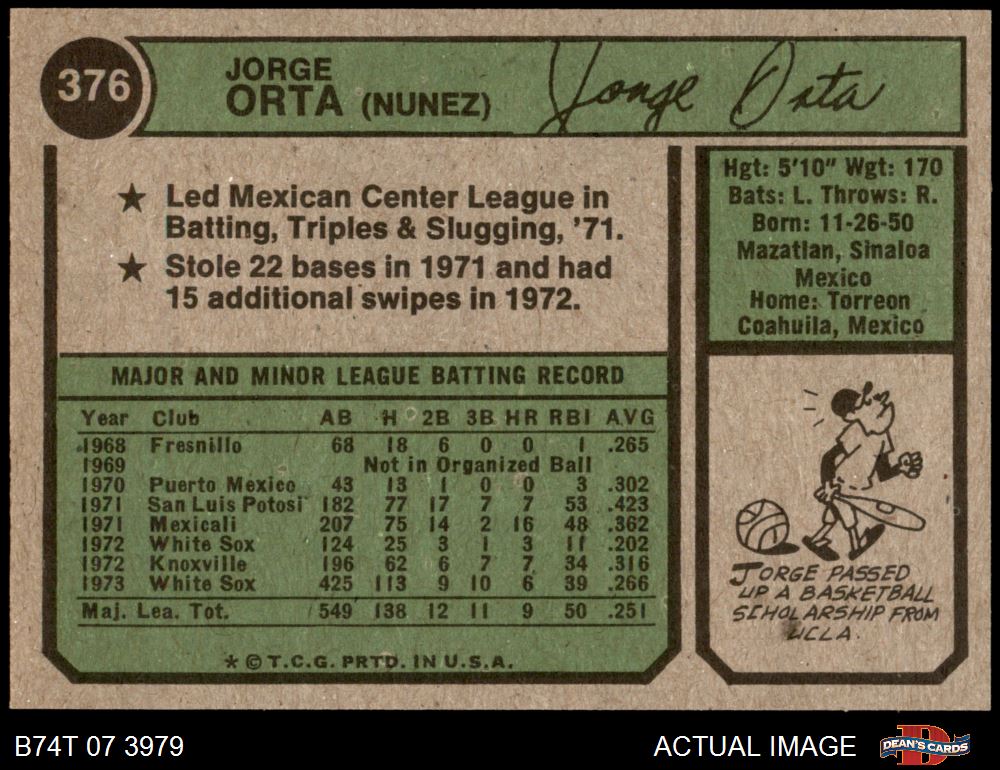 376
JORGE
ORTA (NUNEZ)
Jorge Orta
★ Led Mexican Center League in
Batting, Triples & Slugging, '71.
★ Stole 22 bases in 1971 and had
15 additional swipes in 1972.
Hgt: 5'10" Wgt: 170
Bats: L. Throws: R.
Born: 11-26-50
Mazatlan, Sinaloa
Mexico
Home: Torreon
Coahuila, Mexico
MAJOR AND MINOR LEAGUE BATTING RECORD
Year Club AB H 2B 3B HR RBI AVG
1968 Fresnillo 68 18 6 0 0 1 .265
1969 Not in Organized Ball
1970 Puerto Mexico 43 13 1 0 0 3 .302
1971 San Luis Potosi 182 77 17 7 7 53 .423
1971 Mexicali 207 75 14 2 16 48 .362
1972 White Sox 124 25 3 1 3 11 .202
1972 Knoxville 196 62 6 7 7 34 .316
1973 White Sox 425 113 9 10 6 39 .266
Maj. Lea. Tot. 549 138 12 11 9 50 .251
★ © T.C.G. PRTD. IN U.S.A.
JORGE PASSED
UP A BASKETBALL
SCHOLARSHIP FROM
UCLA.
B74T 07 3979
ACTUAL IMAGE
D
DEAN'S CARDS